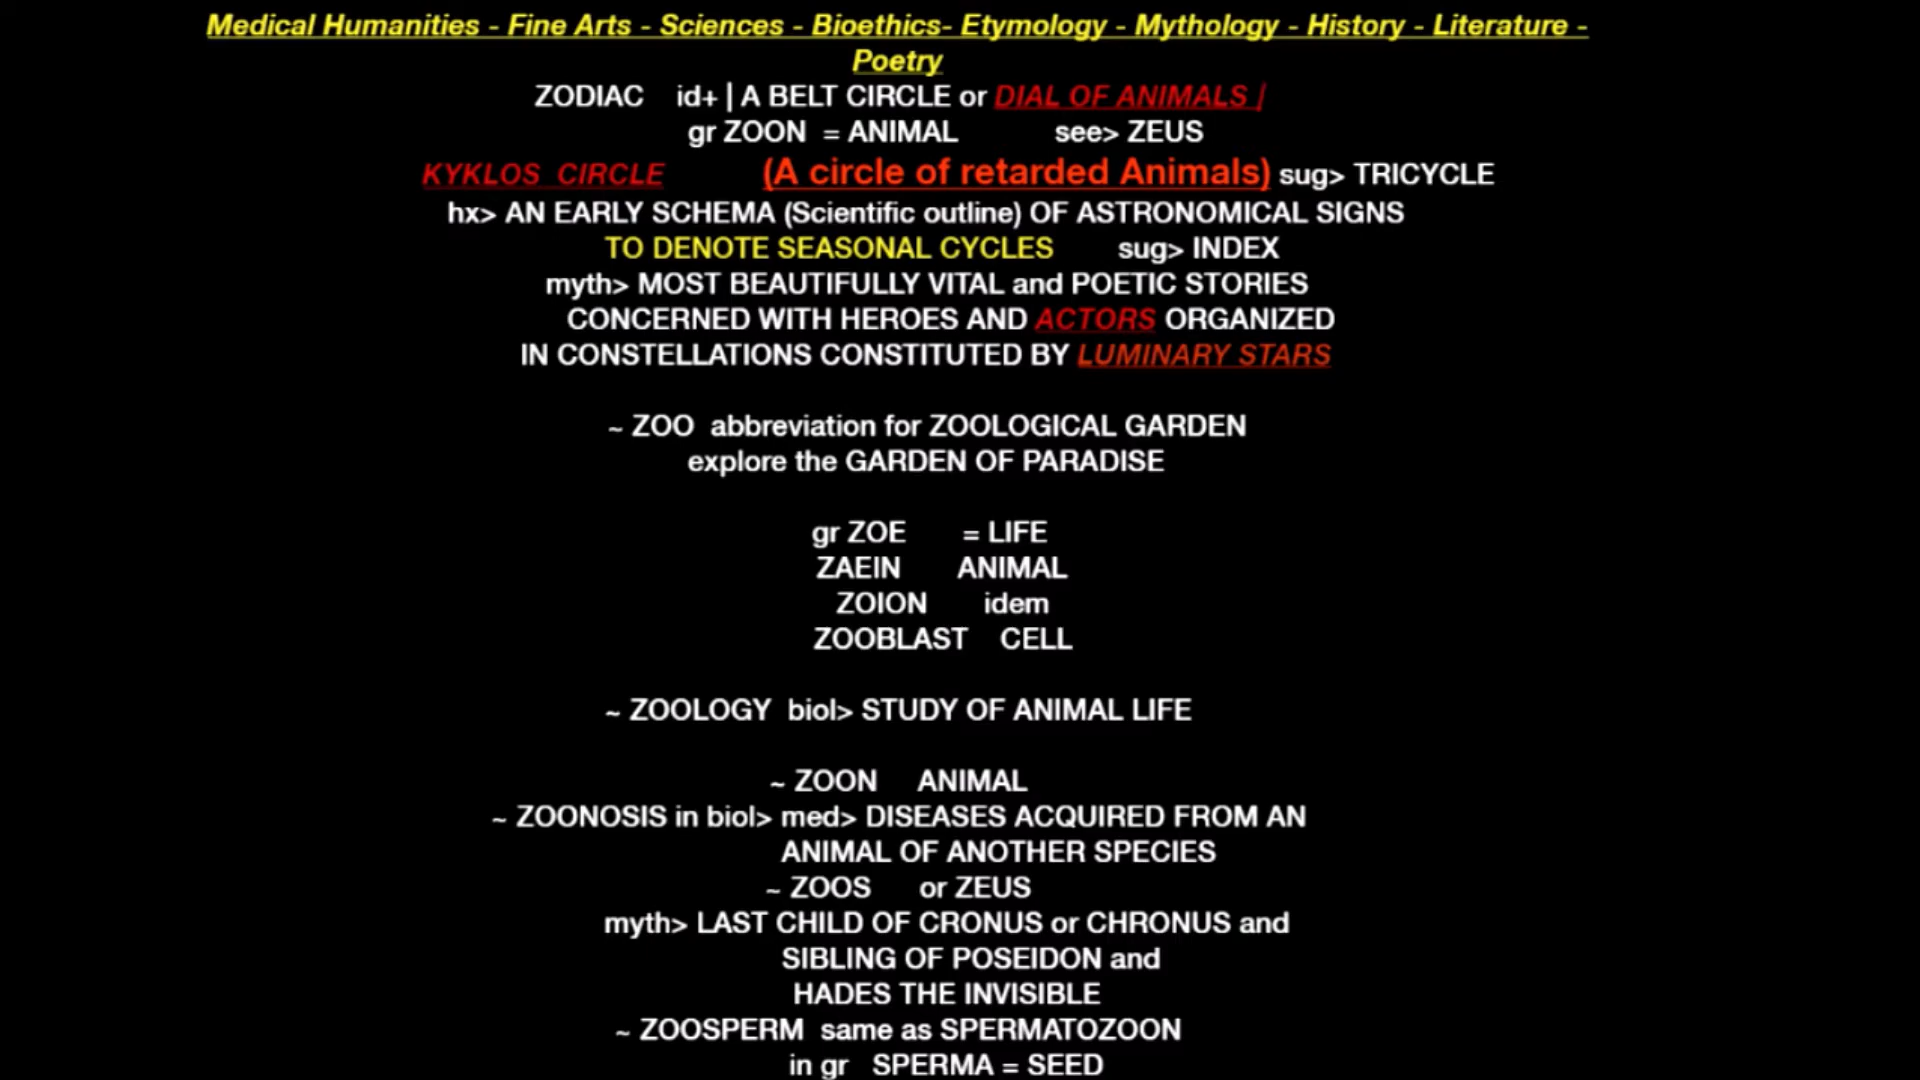 Medical Humanities - Fine Arts - Sciences - Bioethics- Etymology - Mythology - History - Literature -
Poetry
ZODIAC id+ | A BELT CIRCLE or DIAL OF ANIMALS |
gr ZOON = ANIMAL see> ZEUS
KYKLOS CIRCLE (A circle of retarded Animals) sug> TRICYCLE
hx> AN EARLY SCHEMA (Scientific outline) OF ASTRONOMICAL SIGNS
TO DENOTE SEASONAL CYCLES sug> INDEX
myth> MOST BEAUTIFULLY VITAL and POETIC STORIES
CONCERNED WITH HEROES AND ACTORS ORGANIZED
IN CONSTELLATIONS CONSTITUTED BY LUMINARY STARS
~ ZOO abbreviation for ZOOLOGICAL GARDEN
explore the GARDEN OF PARADISE
gr ZOE = LIFE
ZAEIN ANIMAL
ZOION idem
ZOOBLAST CELL
~ ZOOLOGY biol> STUDY OF ANIMAL LIFE
~ ZOON ANIMAL
~ ZOONOSIS in biol> med> DISEASES ACQUIRED FROM AN
ANIMAL OF ANOTHER SPECIES
~ ZOOS or ZEUS
myth> LAST CHILD OF CRONUS or CHRONUS and
SIBLING OF POSEIDON and
HADES THE INVISIBLE
~ ZOOSPERM same as SPERMATOZOON
in gr SPERMA = SEED